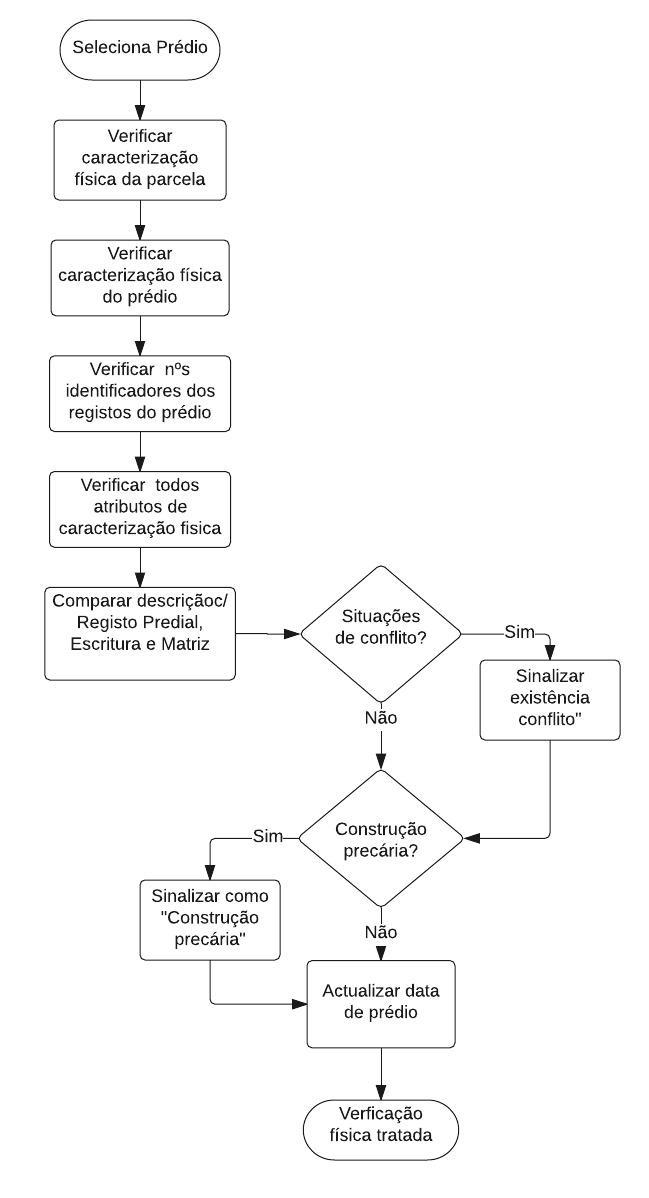 Seleciona Prédio
Verificar
caracterização
física da parcela
Verificar
caracterização física
do prédio
Verificar  nºs
identificadores dos
registos do prédio
Verificar  todos
atributos de
caracterização fisica
Comparar descriçãoc/
Registo Predial,
Escritura e Matriz
Situações
de conflito?
Sim
Sinalizar
existência
conflito"
Não
Construção
precária?
Sim
Sinalizar como
"Construção
precária"
Não
Actualizar data
de prédio
Verficação
física tratada